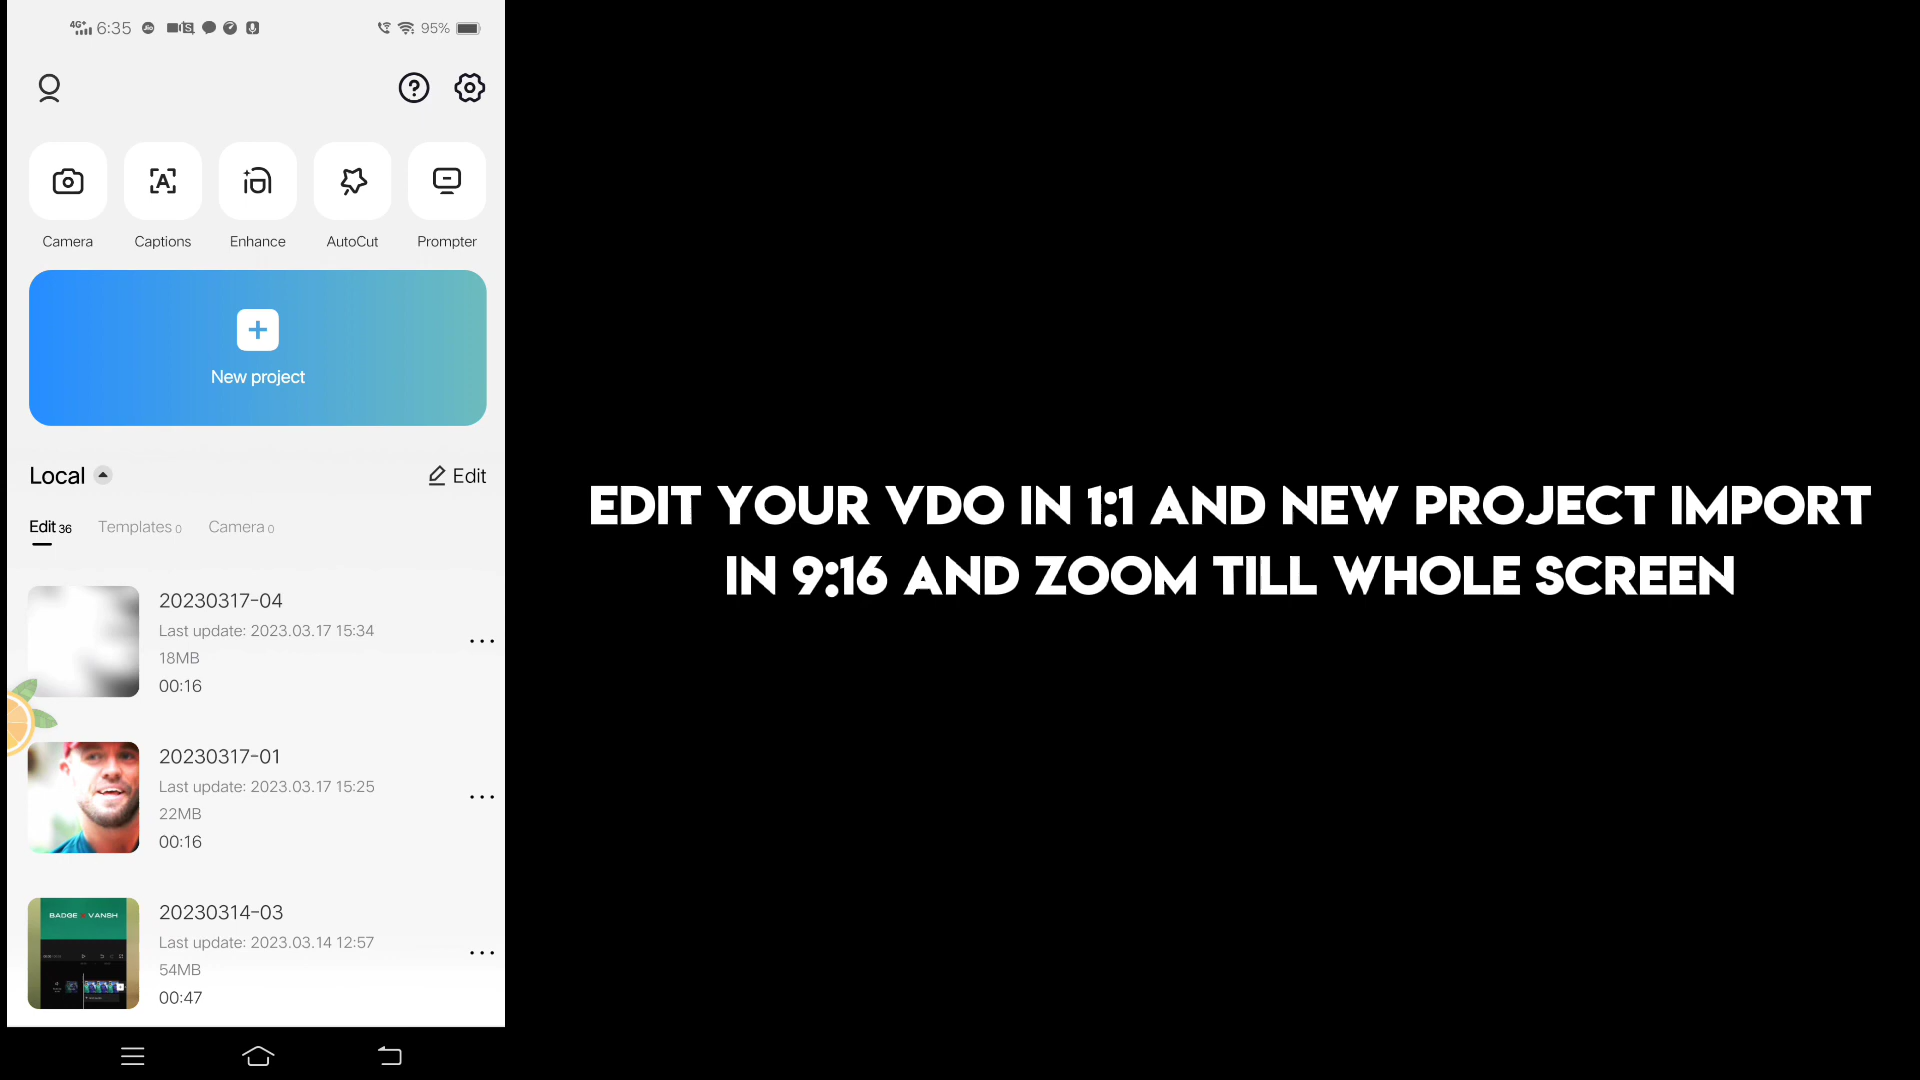 4G+ 6:35 95%
Camera Captions Enhance AutoCut Prompter
New project
Local Edit
Edit 36 Templates 0 Camera 0
20230317-04
Last update: 2023.03.17 15:34
18MB
00:16
20230317-01
Last update: 2023.03.17 15:25
22MB
00:16
BADGE VANSH
20230314-03
Last update: 2023.03.14 12:57
54MB
00:47
EDIT YOUR VDO IN 1:1 AND NEW PROJECT IMPORT
IN 9:16 AND ZOOM TILL WHOLE SCREEN